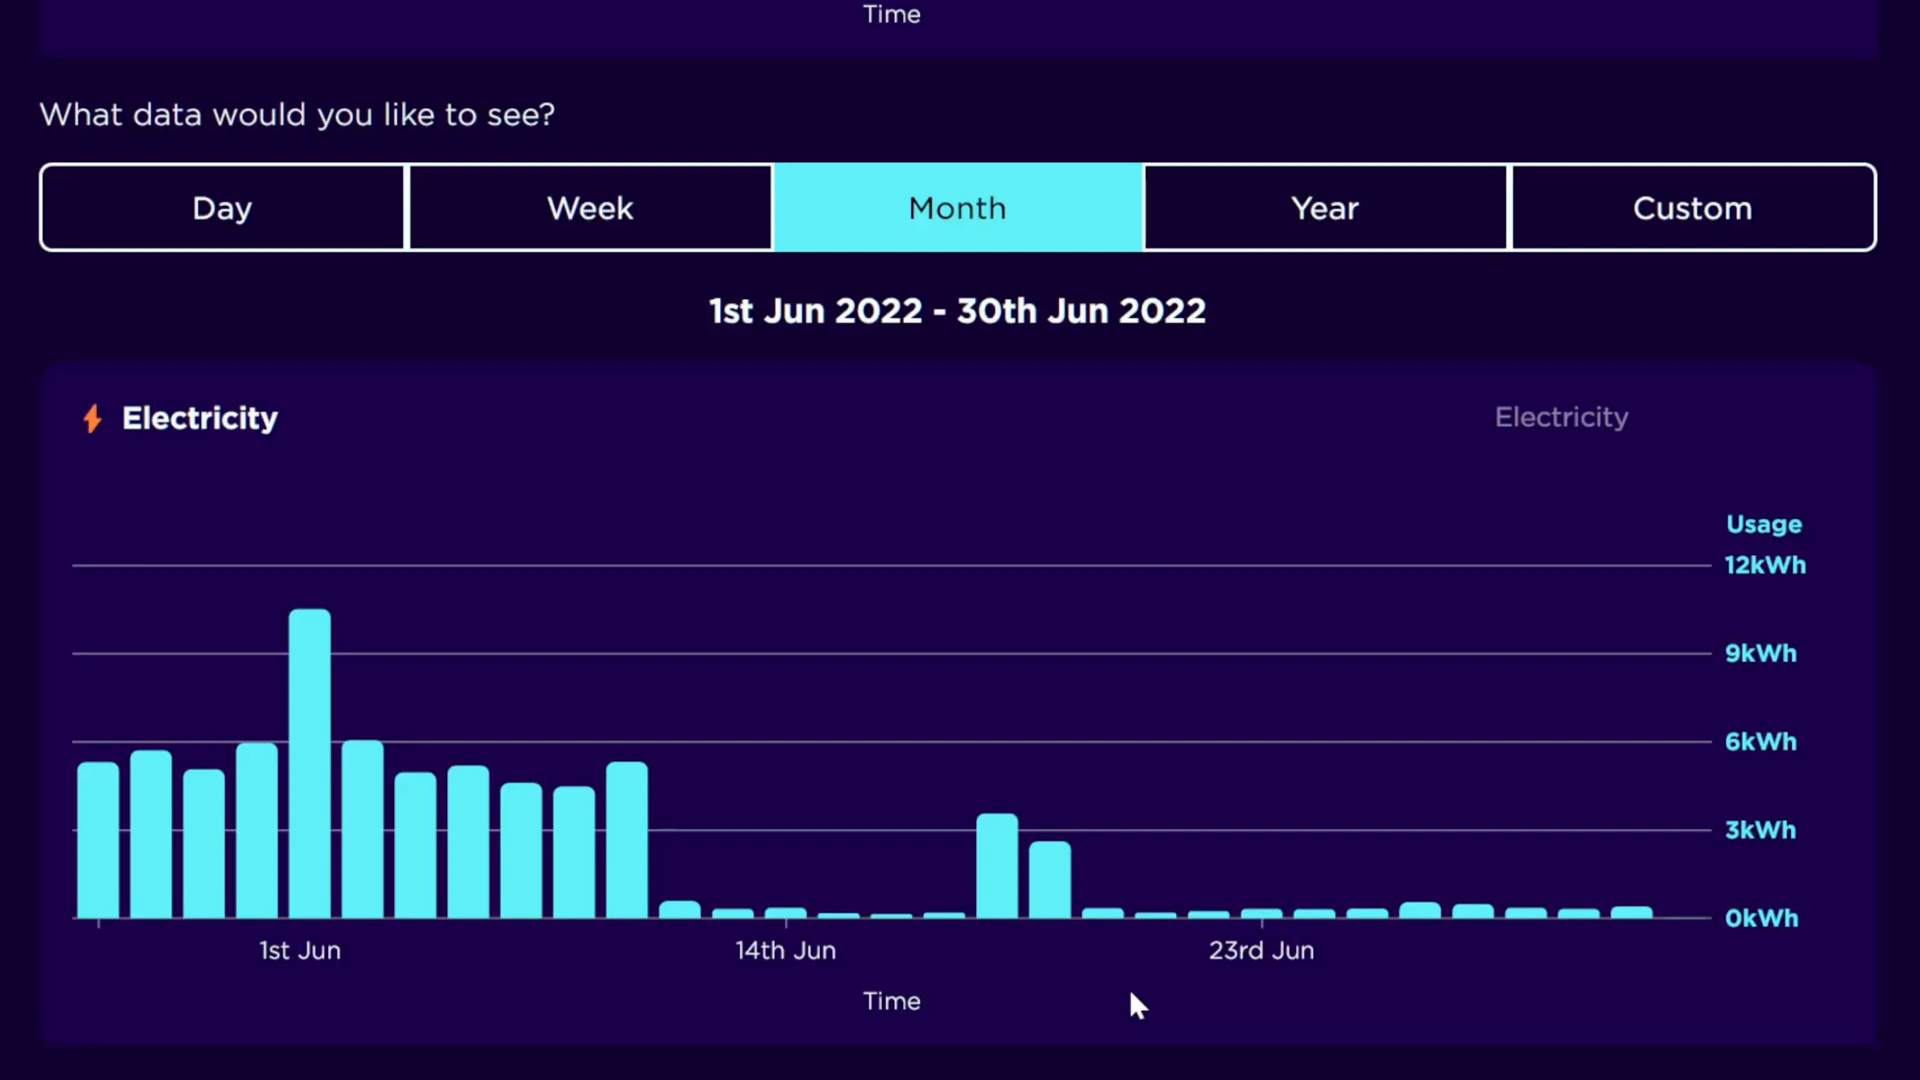 Time
What data would you like to see?
Day Week Month Year Custom
1st Jun 2022 - 30th Jun 2022
Electricity Electricity
Usage
12kWh
9kWh
6kWh
3kWh
0kWh
1st Jun 14th Jun 23rd Jun
Time